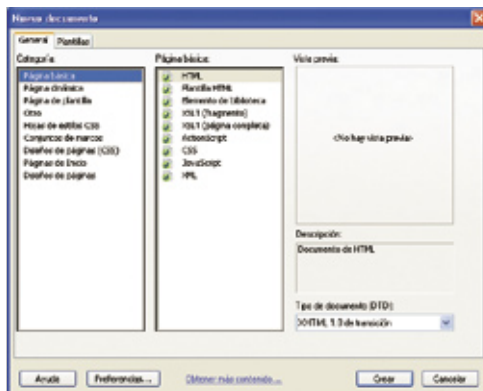 Nuevo documento
General
Plantillas
Categoría:
Página básica
Página dinámica
Página de plantilla
Otro
Hojas de estilos CSS
Conjuntos de marcos
Diseños de páginas (CSS)
Páginas de inicio
Diseños de páginas
Página básica:
HTML
Plantilla HTML
Elemento de biblioteca
XSLT (fragmento)
XSLT (página completa)
ActionScript
CSS
JavaScript
XML
Vista previa:
<No hay vista previa>
Descripción:
Documento de HTML
Tipo de documento (DTD):
XHTML 1.0 de transición
Ayuda
Preferencias...
Obtener más contenido...
Crear
Cancelar